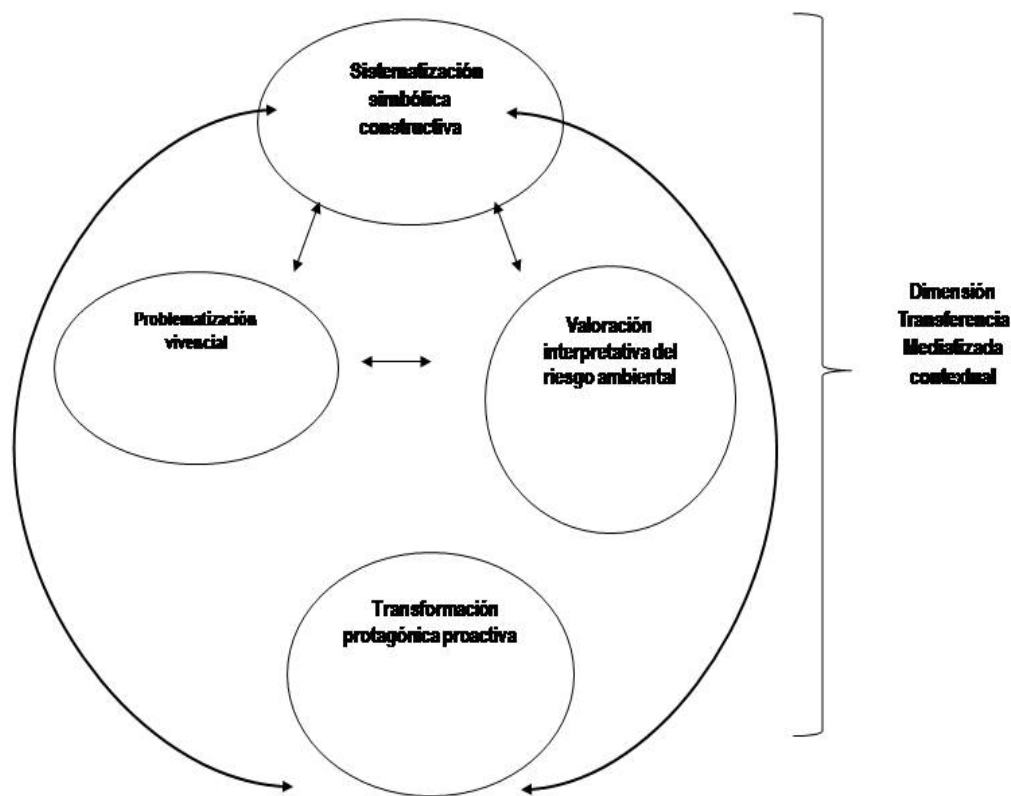 Sistematización
simbólica
constructiva
Problematización
vivencial
Valoración
interpretativa del
riesgo ambiental
Transformación
protagónica proactiva
Dimensión
Transferencia
Mediatizada
contextual